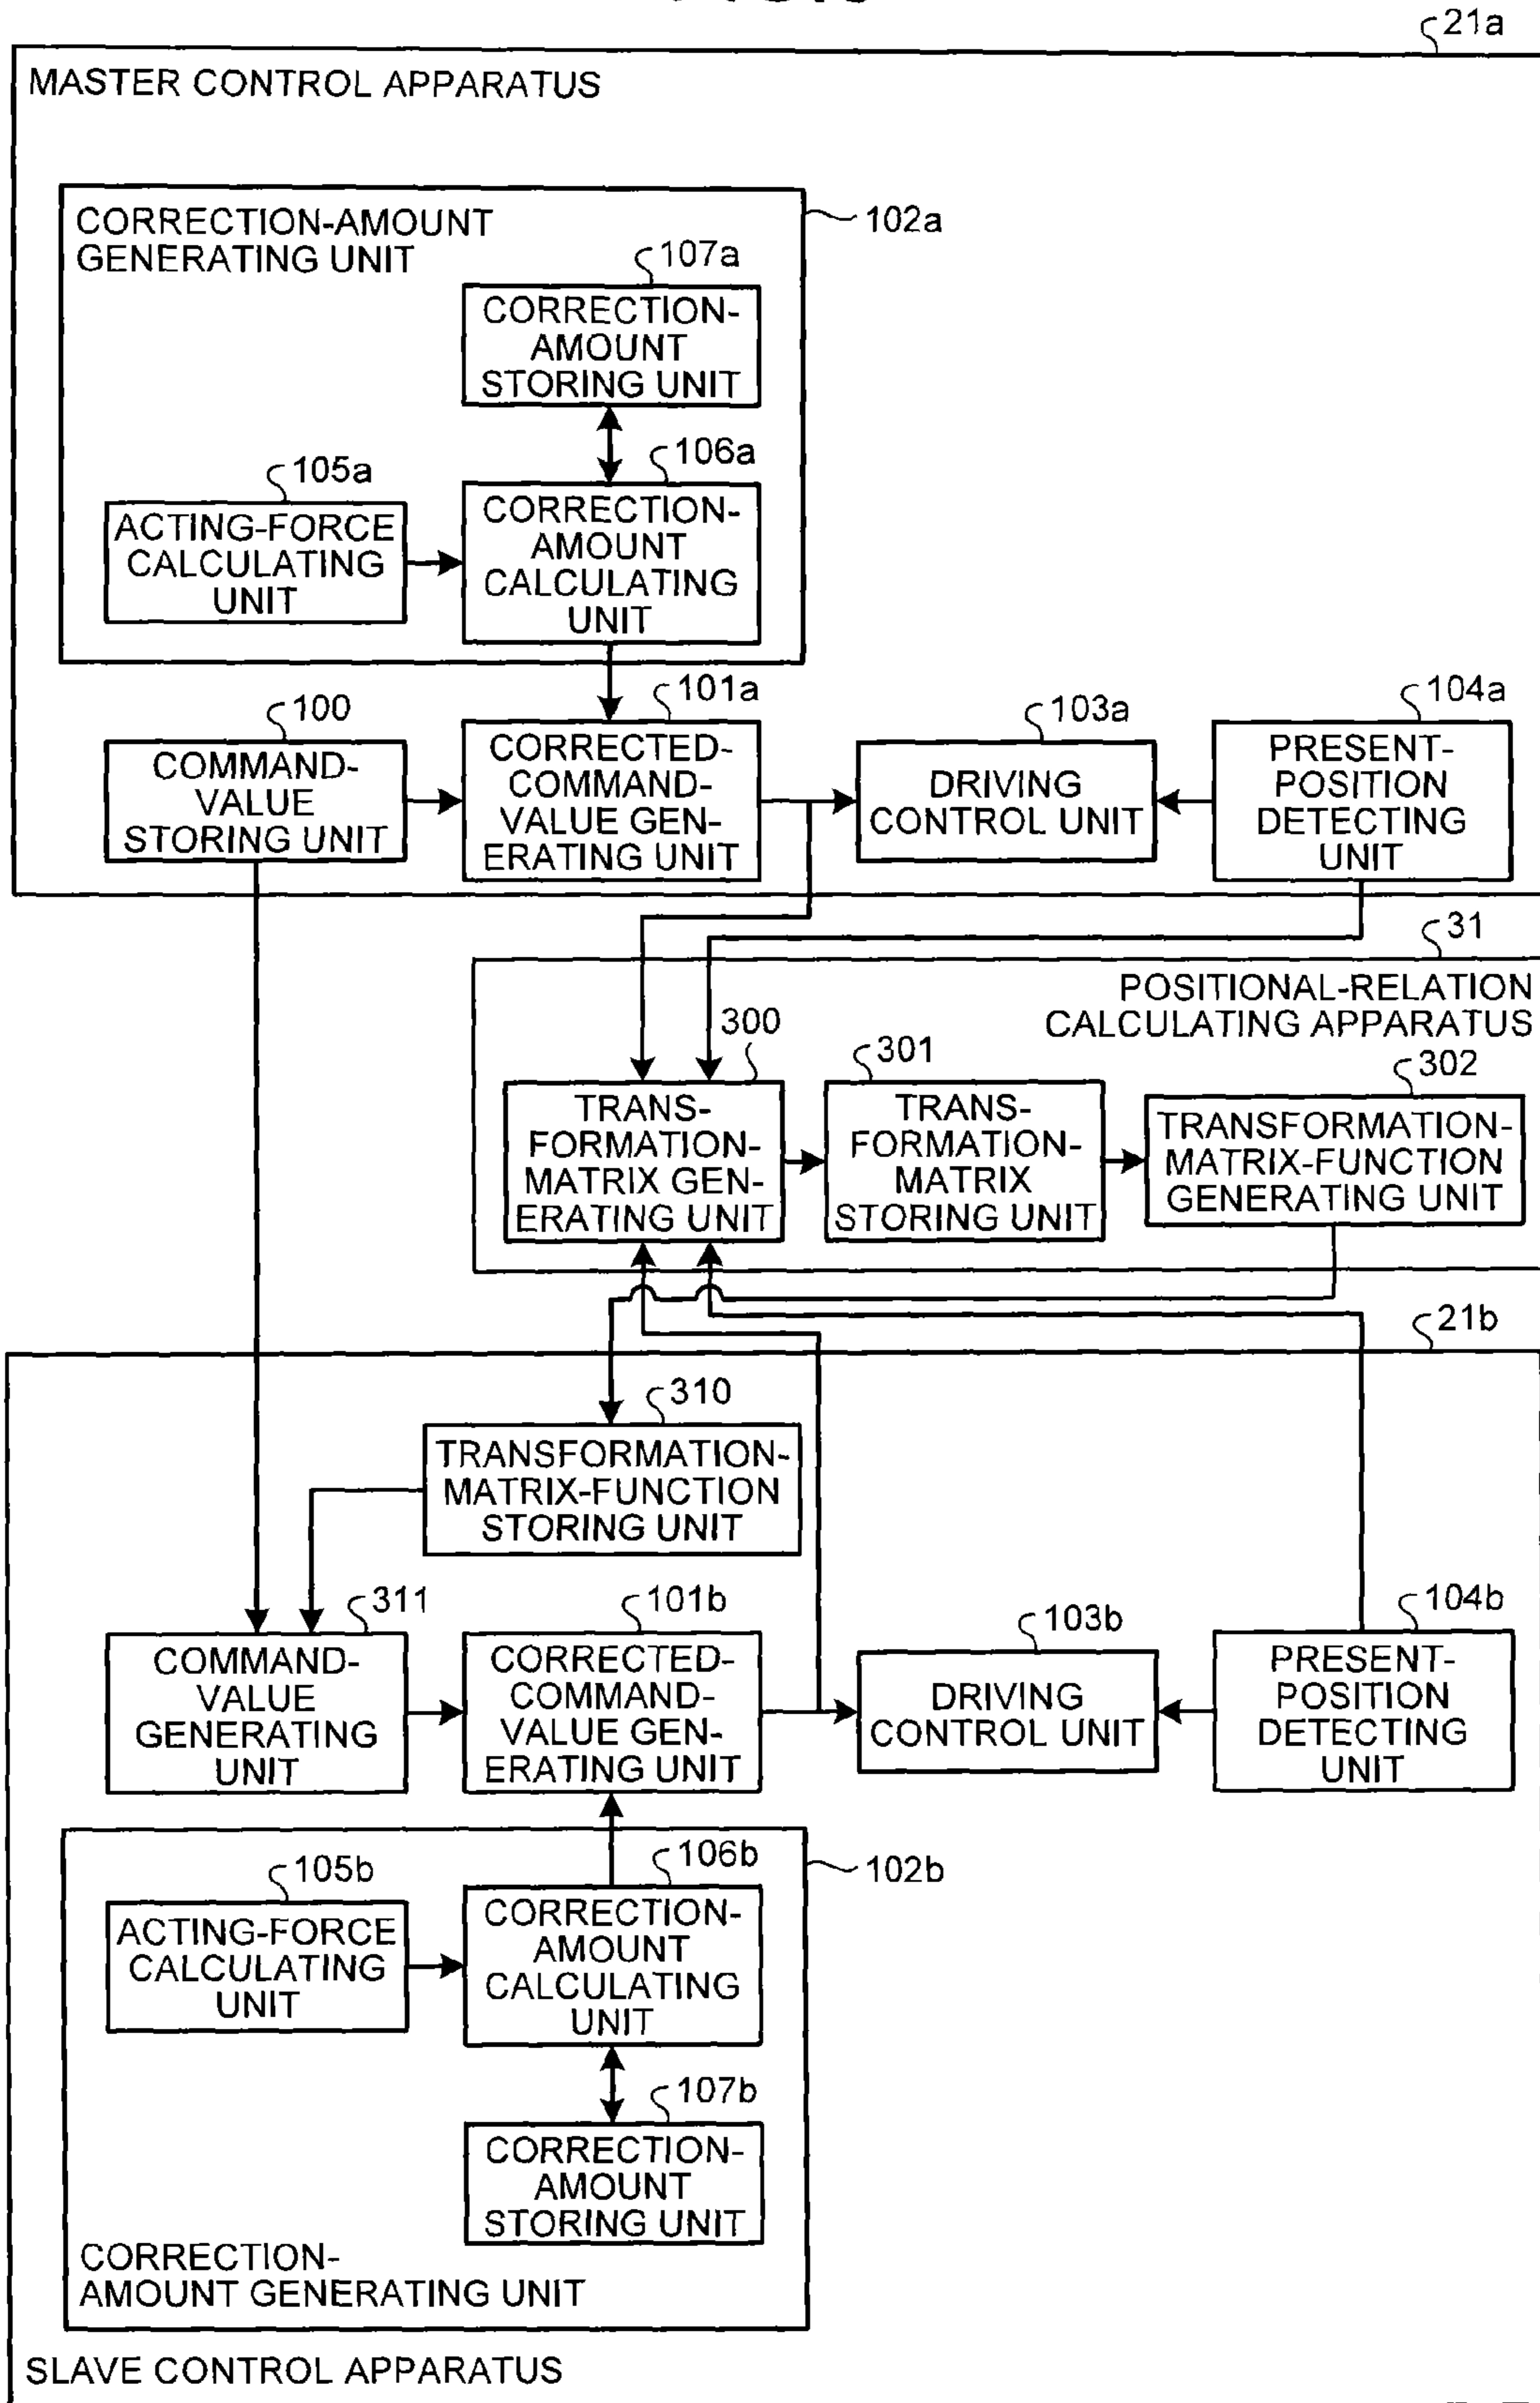 21a
MASTER CONTROL APPARATUS
CORRECTION-AMOUNT
GENERATING UNIT
102a
107a
CORRECTION-
AMOUNT
STORING UNIT
105a
106a
ACTING-FORCE
CALCULATING
UNIT
CORRECTION-
AMOUNT
CALCULATING
UNIT
100
101a
103a
104a
COMMAND-
VALUE
STORING UNIT
CORRECTED-
COMMAND-
VALUE GEN-
ERATING UNIT
DRIVING
CONTROL UNIT
PRESENT-
POSITION
DETECTING
UNIT
31
POSITIONAL-RELATION
CALCULATING APPARATUS
300
301
302
TRANS-
FORMATION-
MATRIX GEN-
ERATING UNIT
TRANS-
FORMATION-
MATRIX
STORING UNIT
TRANSFORMATION-
MATRIX-FUNCTION
GENERATING UNIT
21b
310
TRANSFORMATION-
MATRIX-FUNCTION
STORING UNIT
311
101b
103b
104b
COMMAND-
VALUE
GENERATING
UNIT
CORRECTED-
COMMAND-
VALUE GEN-
ERATING UNIT
DRIVING
CONTROL UNIT
PRESENT-
POSITION
DETECTING
UNIT
105b
106b
102b
ACTING-FORCE
CALCULATING
UNIT
CORRECTION-
AMOUNT
CALCULATING
UNIT
107b
CORRECTION-
AMOUNT
STORING UNIT
CORRECTION-
AMOUNT GENERATING UNIT
SLAVE CONTROL APPARATUS